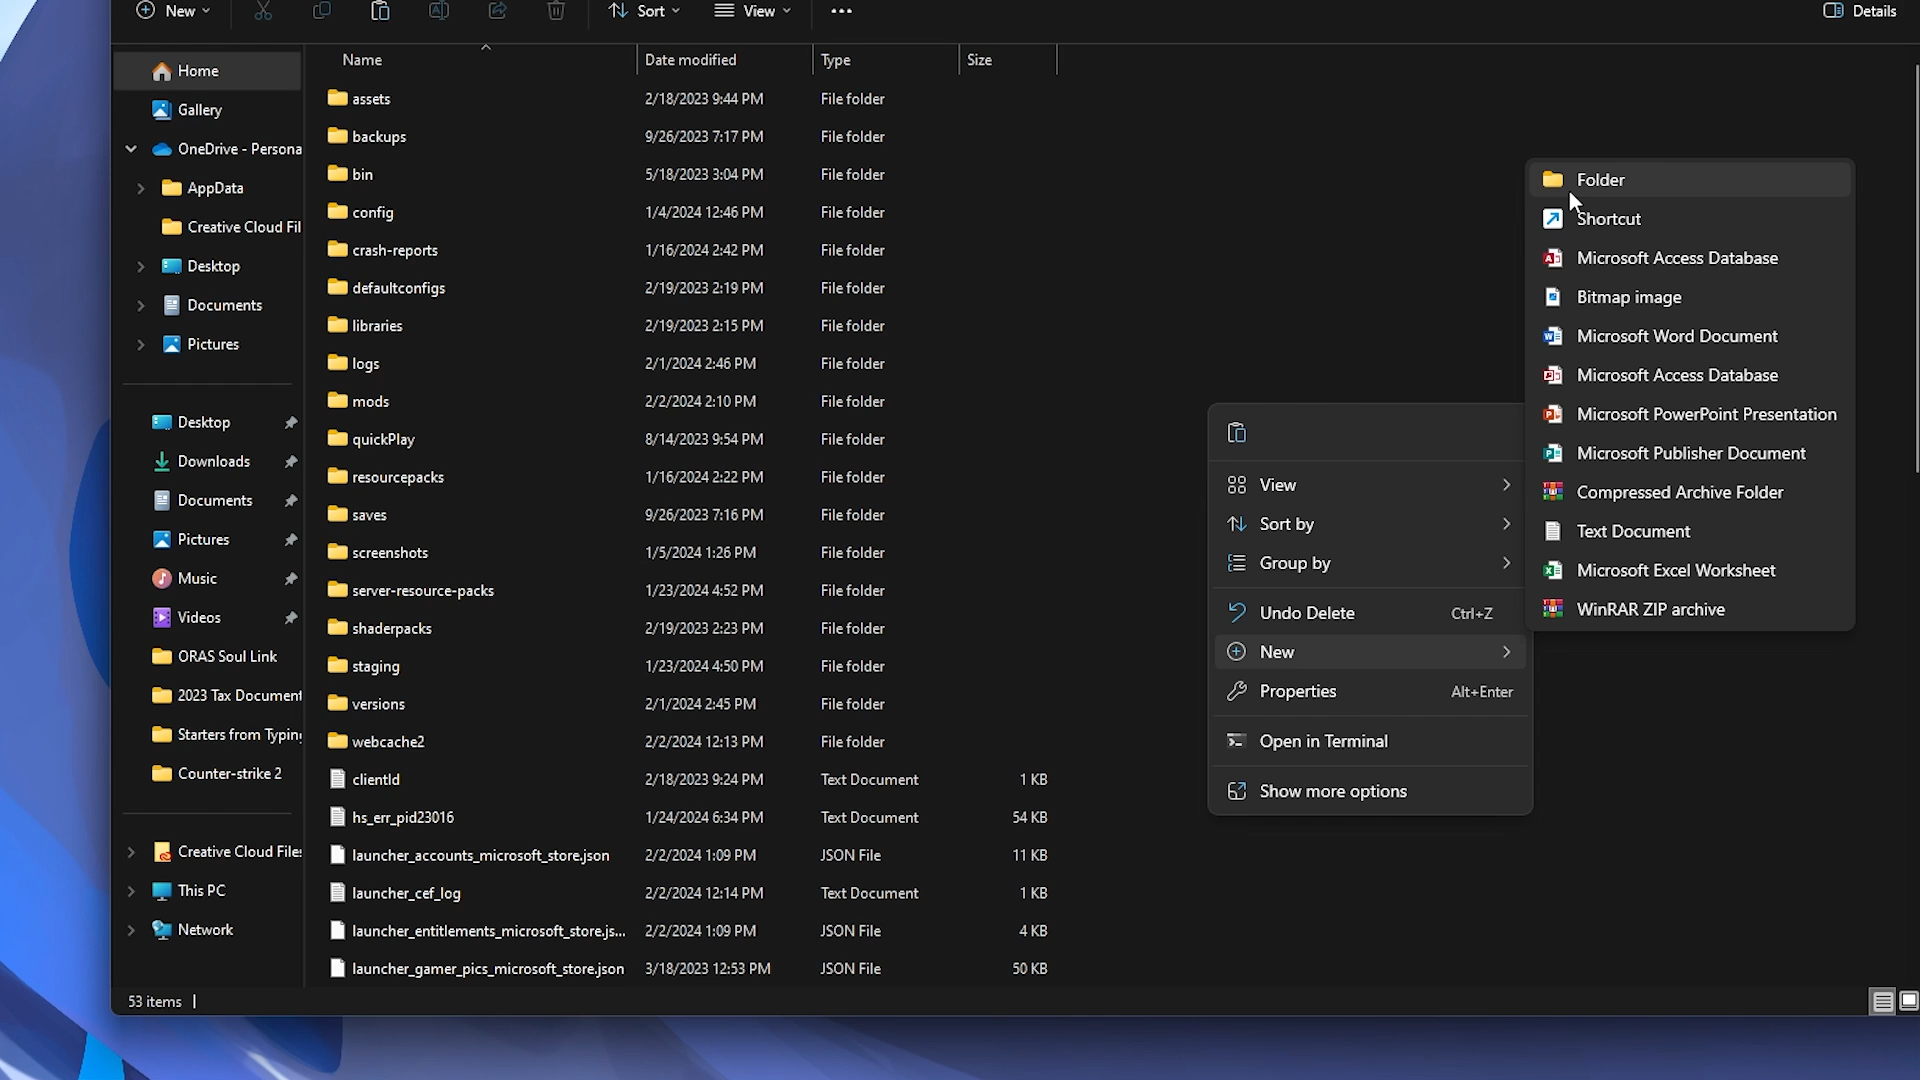 New Sort View ••• Details
Name Date modified Type Size
Home
Gallery
OneDrive - Persona
AppData
Creative Cloud Fil
Desktop
Documents
Pictures
Desktop
Downloads
Documents
Pictures
Music
Videos
ORAS Soul Link
2023 Tax Document
Starters from Typing
Counter-strike 2
Creative Cloud Files
This PC
Network
assets 2/18/2023 9:44 PM File folder
backups 9/26/2023 7:17 PM File folder
bin 5/18/2023 3:04 PM File folder
config 1/4/2024 12:46 PM File folder
crash-reports 1/16/2024 2:42 PM File folder
defaultconfigs 2/19/2023 2:19 PM File folder
libraries 2/19/2023 2:15 PM File folder
logs 2/1/2024 2:46 PM File folder
mods 2/2/2024 2:10 PM File folder
quickPlay 8/14/2023 9:54 PM File folder
resourcepacks 1/16/2024 2:22 PM File folder
saves 9/26/2023 7:16 PM File folder
screenshots 1/5/2024 1:26 PM File folder
server-resource-packs 1/23/2024 4:52 PM File folder
shaderpacks 2/19/2023 2:23 PM File folder
staging 1/23/2024 4:50 PM File folder
versions 2/1/2024 2:45 PM File folder
webcache2 2/2/2024 12:13 PM File folder
clientId 2/18/2023 9:24 PM Text Document 1 KB
hs_err_pid23016 1/24/2024 6:34 PM Text Document 54 KB
launcher_accounts_microsoft_store.json 2/2/2024 1:09 PM JSON File 11 KB
launcher_cef_log 2/2/2024 12:14 PM Text Document 1 KB
launcher_entitlements_microsoft_store.js... 2/2/2024 1:09 PM JSON File 4 KB
launcher_gamer_pics_microsoft_store.json 3/18/2023 12:53 PM JSON File 50 KB
View
Sort by
Group by
Undo Delete Ctrl+Z
New
Properties Alt+Enter
Open in Terminal
Show more options
Folder
Shortcut
Microsoft Access Database
Bitmap image
Microsoft Word Document
Microsoft Access Database
Microsoft PowerPoint Presentation
Microsoft Publisher Document
Compressed Archive Folder
Text Document
Microsoft Excel Worksheet
WinRAR ZIP archive
53 items